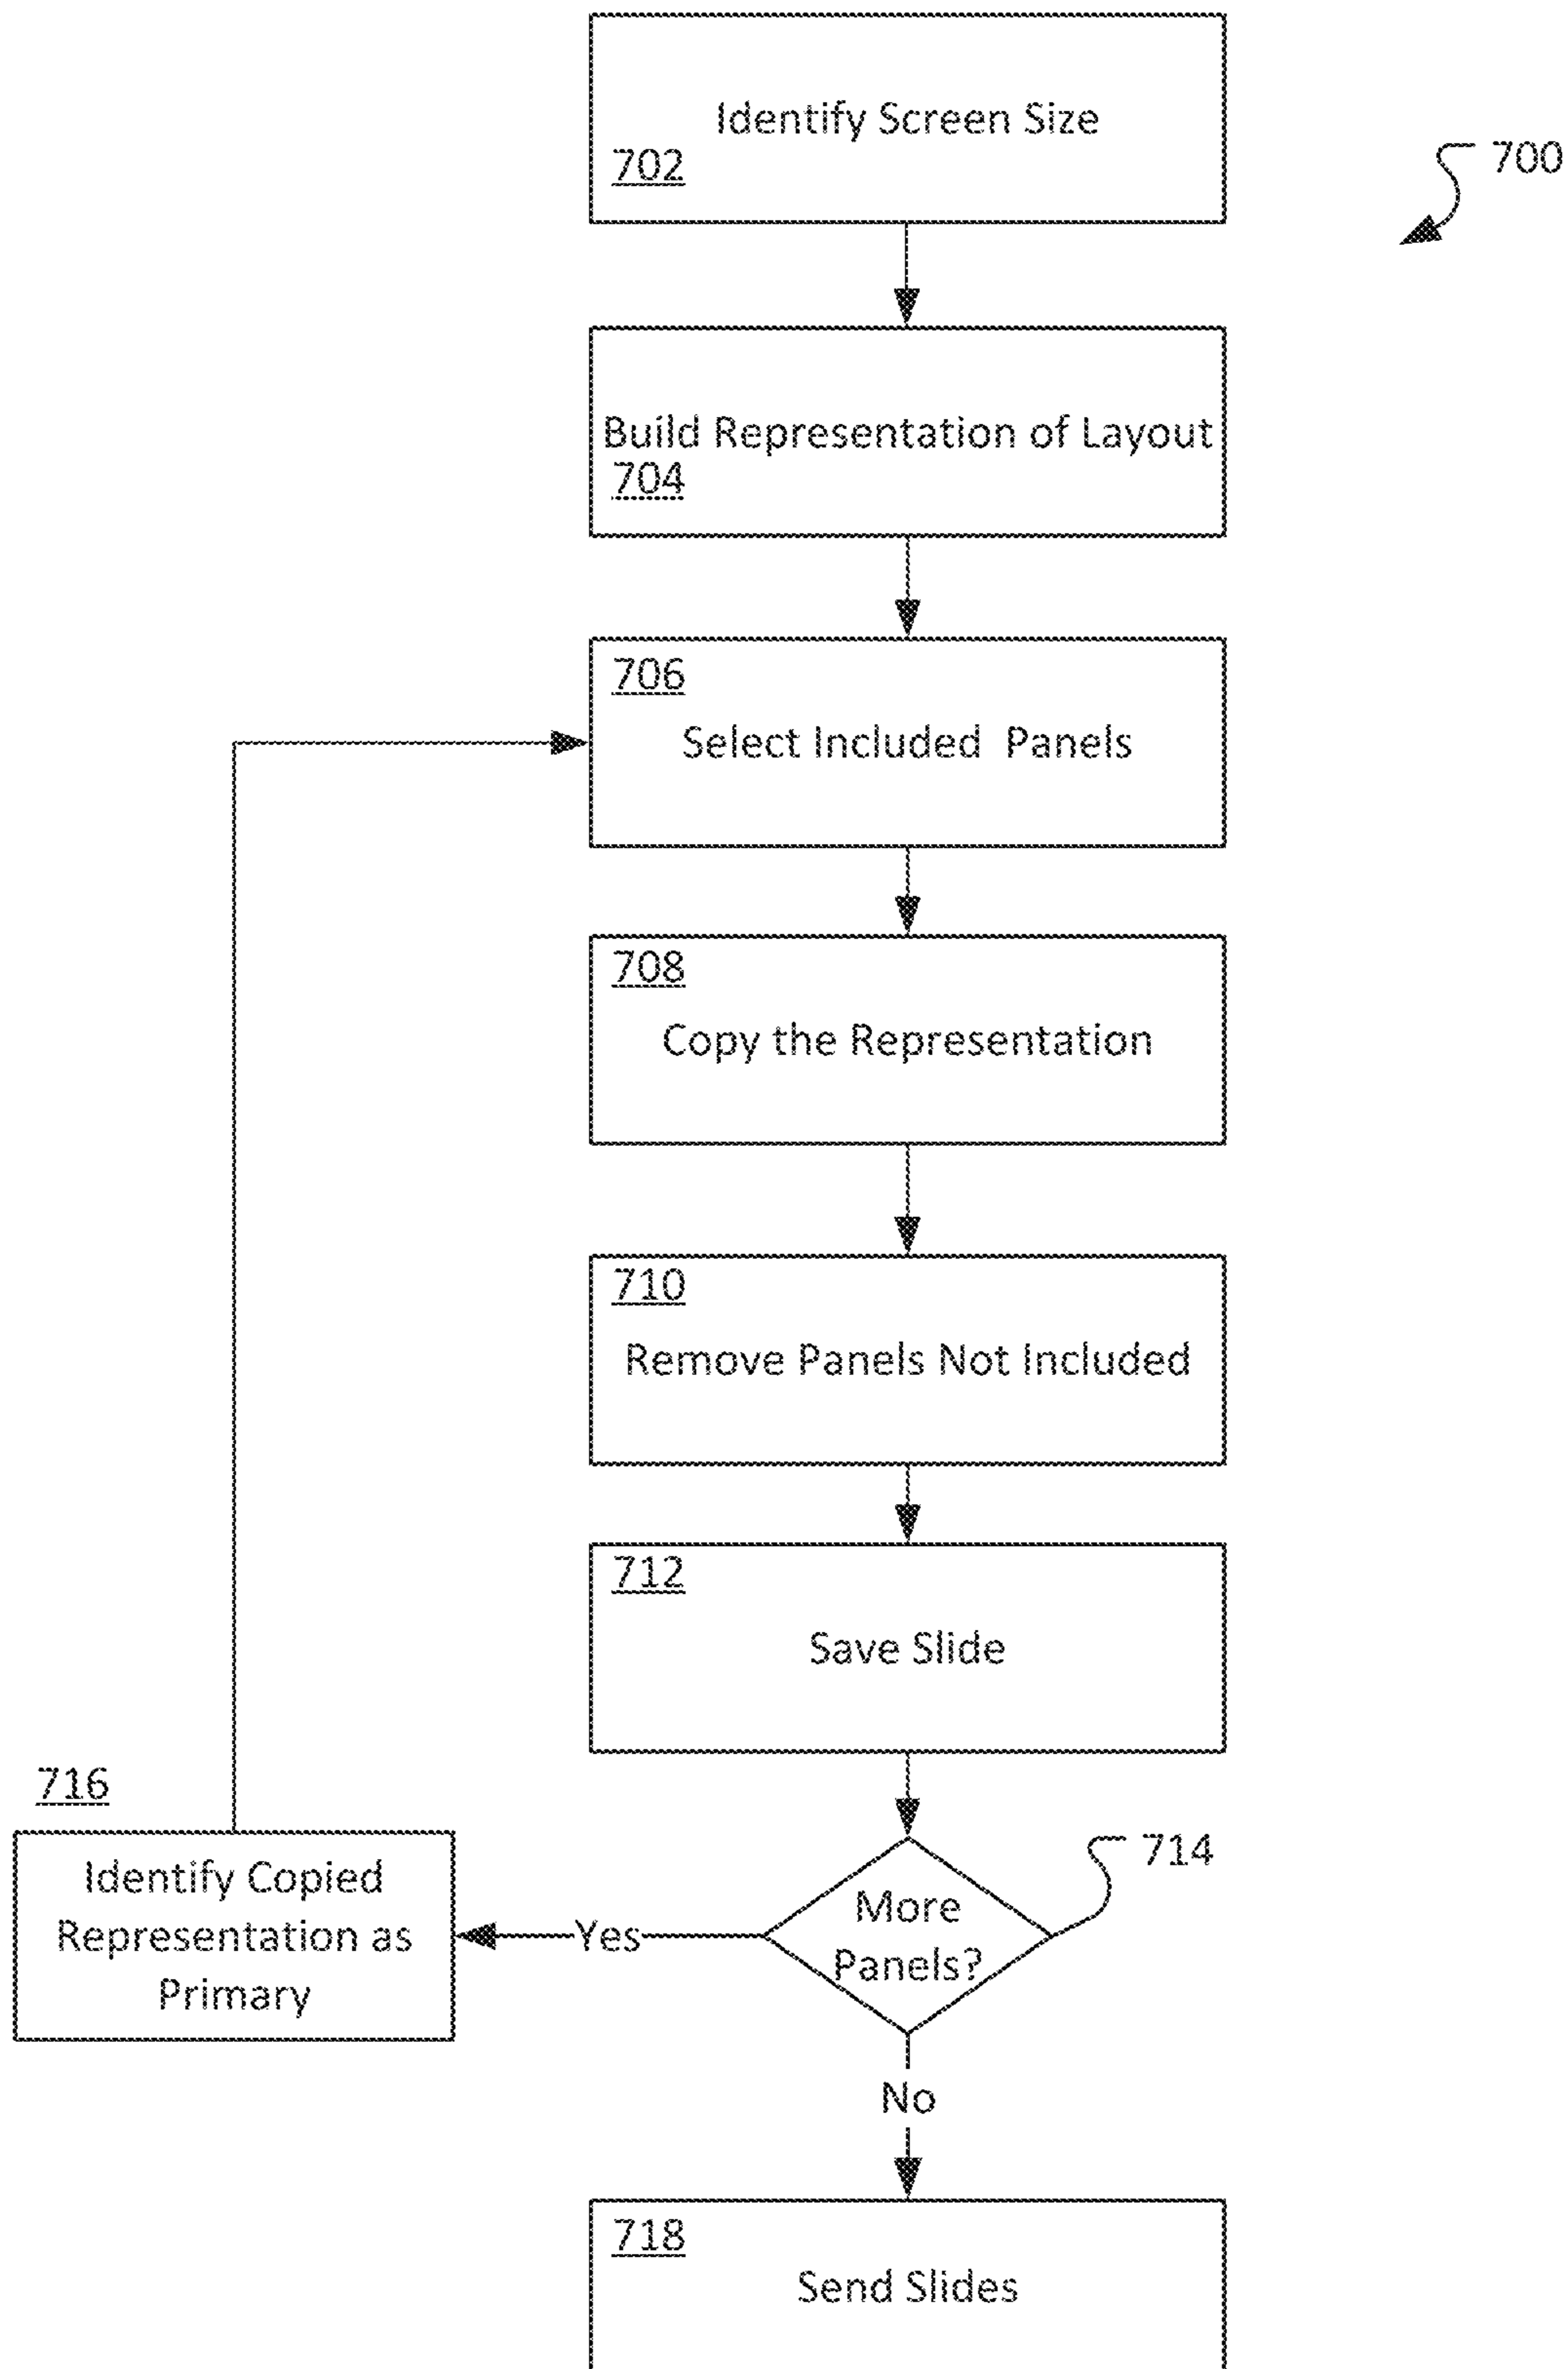 Identify Screen Size
702
700
Build Representation of Layout
704
706
Select Included Panels
708
Copy the Representation
710
Remove Panels Not Included
712
Save Slide
714
More
Panels?
Yes
716
Identify Copied
Representation as
Primary
No
718
Send Slides